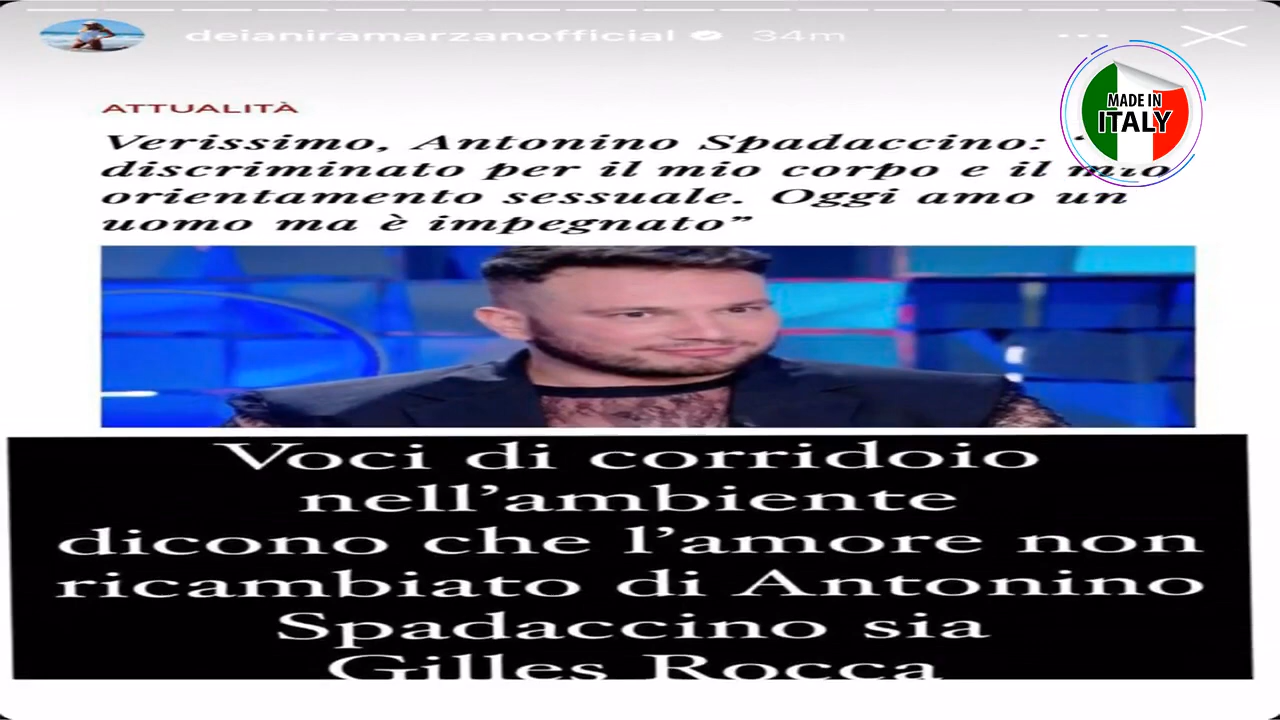 deianiramarzanofficial 34m
ATTUALITÀ
MADE IN
ITALY
Verissimo, Antonino Spadaccino:
discriminato per il mio corpo e il mio
orientamento sessuale. Oggi amo un
uomo ma è impegnato”
Voci di corridoio
nell’ambiente
dicono che l’amore non
ricambiato di Antonino
Spadaccino sia
Gilles Rocca